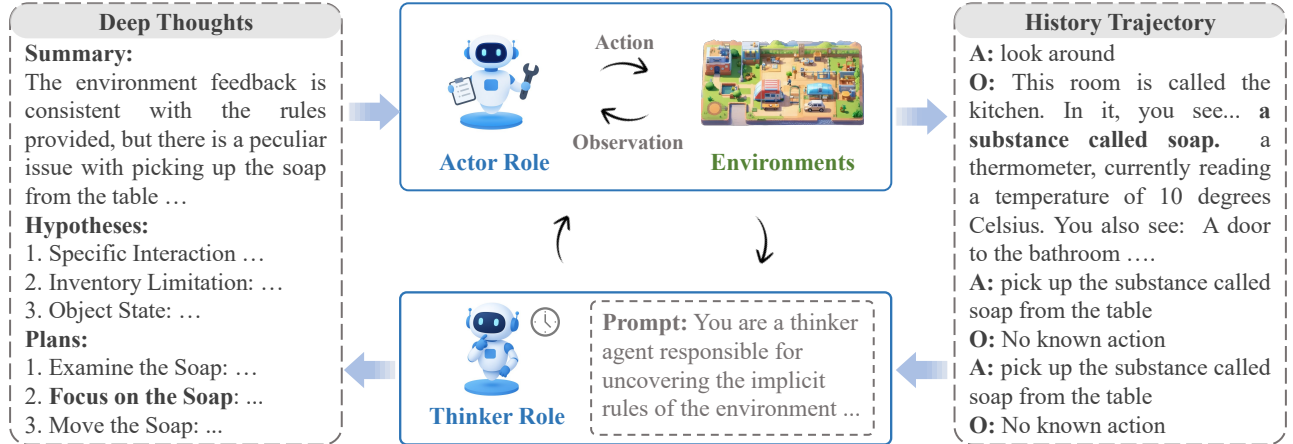 Deep Thoughts
Summary:
The environment feedback is
consistent with the rules
provided, but there is a peculiar
issue with picking up the soap
from the table …
Hypotheses:
1. Specific Interaction …
2. Inventory Limitation: …
3. Object State: …
Plans:
1. Examine the Soap: …
2. Focus on the Soap: ...
3. Move the Soap: ...
Action
Observation
Actor Role
Environments
Prompt: You are a thinker
agent responsible for
uncovering the implicit
rules of the environment ...
Thinker Role
History Trajectory
A: look around
O: This room is called the
kitchen. In it, you see... a
substance called soap. a
thermometer, currently reading
a temperature of 10 degrees
Celsius. You also see: A door
to the bathroom ….
A: pick up the substance called
soap from the table
O: No known action
A: pick up the substance called
soap from the table
O: No known action